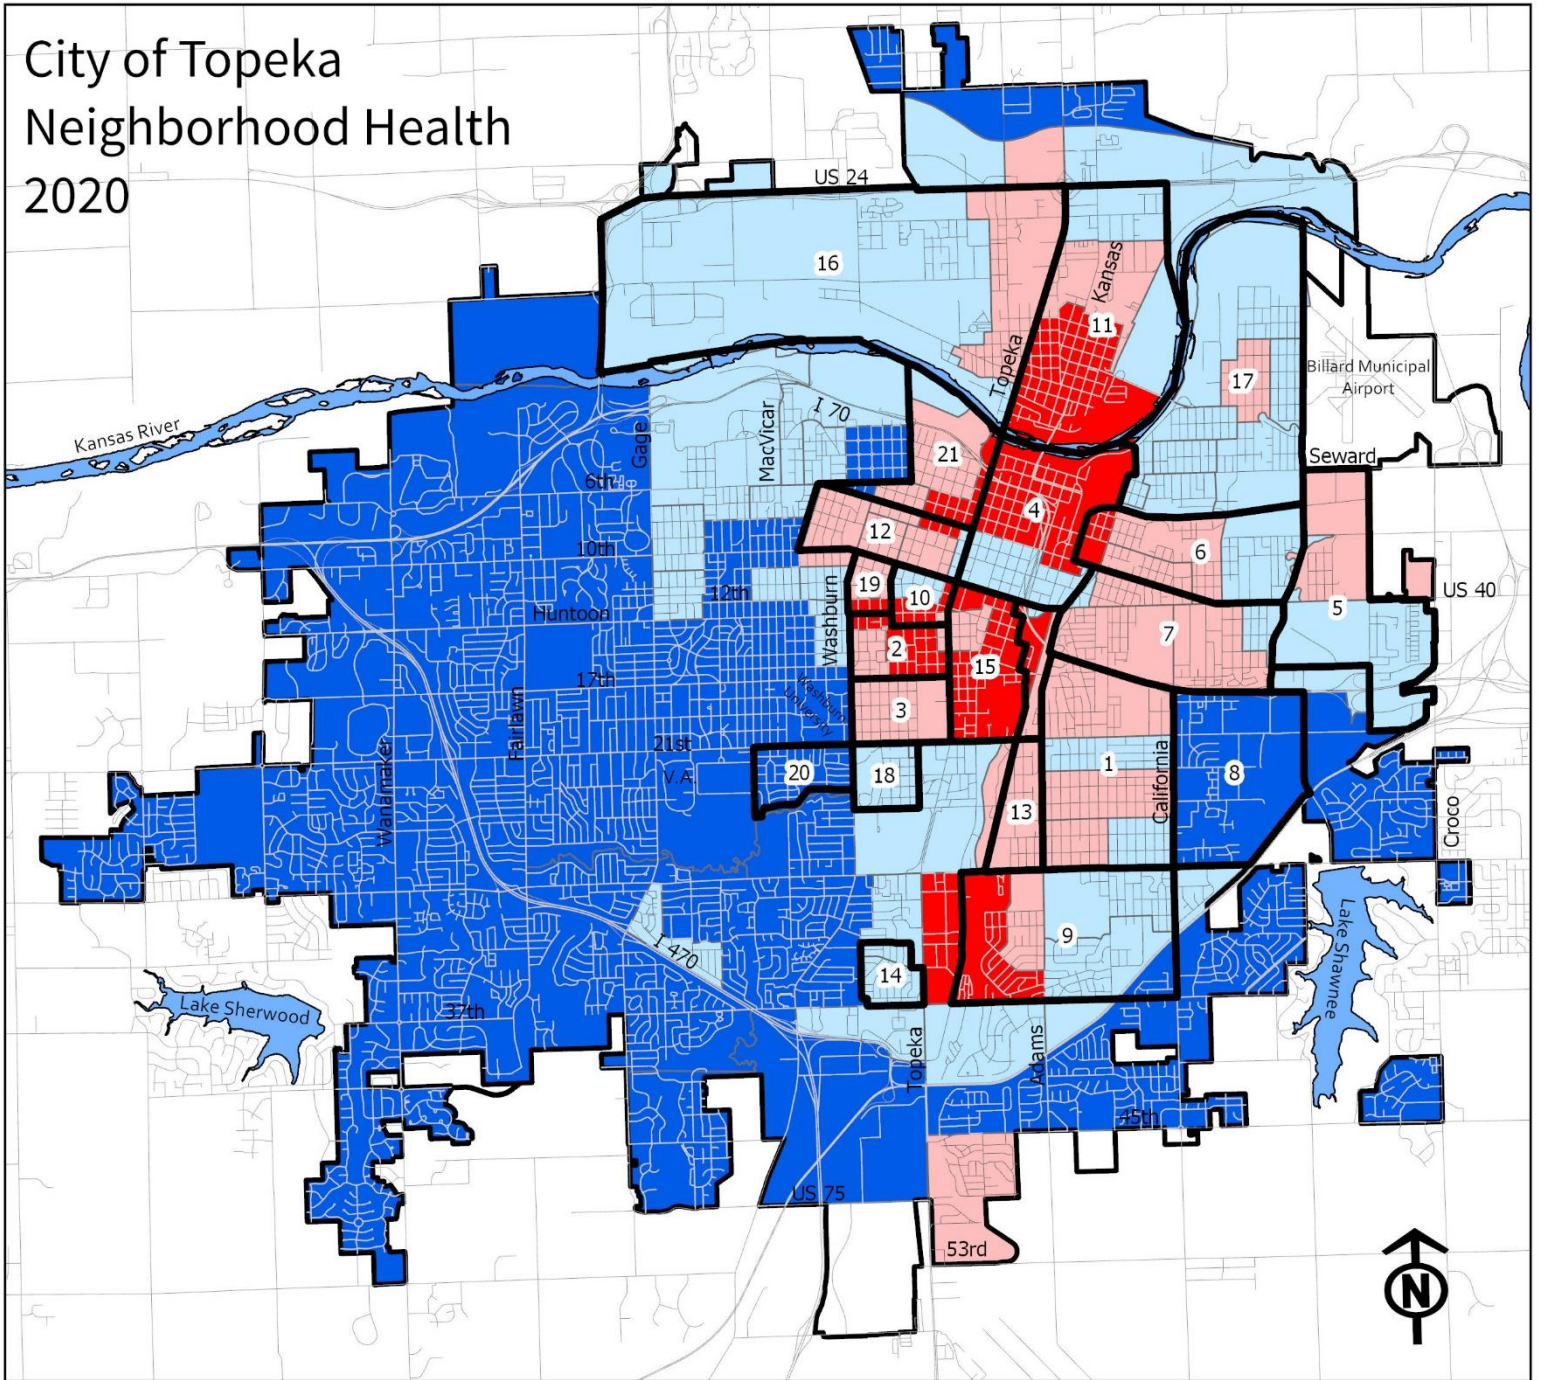 City of Topeka
Neighborhood Health
2020
US 24
16
Kansas
11
Topeka
17
Billard Municipal
Airport
Kansas River
Gage
MacVicar
I 70
21
Seward
6th
4
12
10th
6
19
12th
10
US 40
5
Huntoon
Washburn
7
2
15
17th
Washburn
University
3
Fairlawn
21st
V.A.
20
18
1
8
Wanamaker
California
13
Croco
I 470
9
14
Lake Shawnee
Lake Sherwood
37th
Topeka
Adams
45th
US 75
53rd
N